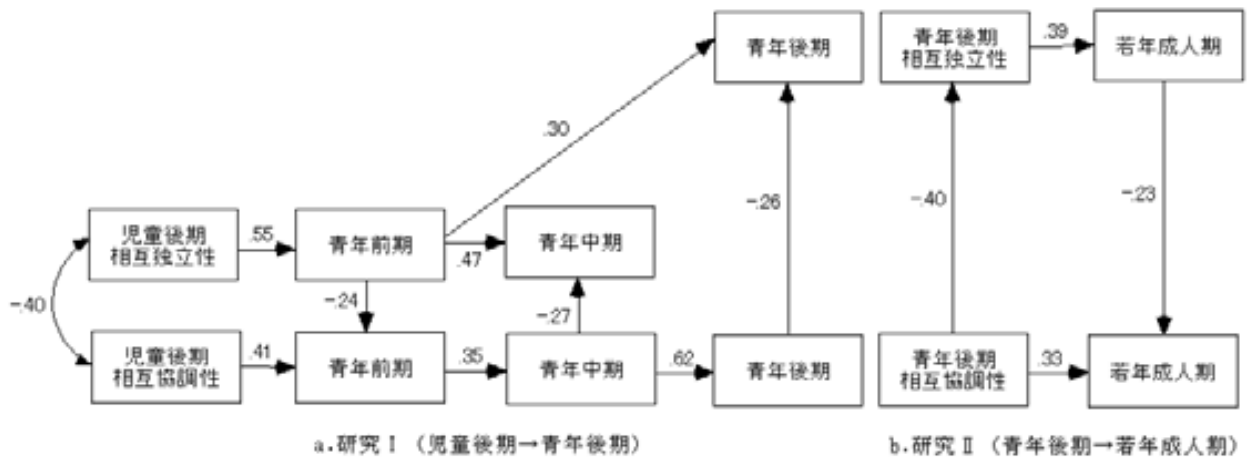 青年後期
青年後期
相互独立性
.39
若年成人期
.30
-.26
-.40
-.23
児童後期
相互独立性
.55
青年前期
.47
青年中期
-.40
-.24
-.27
児童後期
相互協調性
.41
青年前期
.35
青年中期
.62
青年後期
青年後期
相互協調性
.33
若年成人期
a.研究Ⅰ（児童後期→青年後期）
b.研究Ⅱ（青年後期→若年成人期）